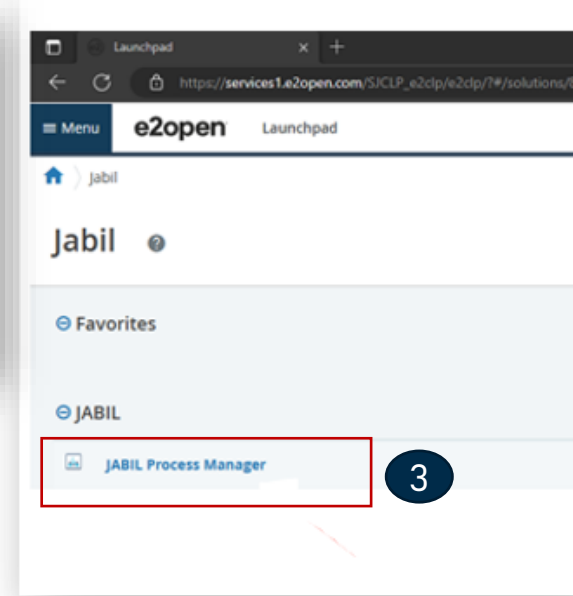 Launchpad
https://services1.e2open.com/SJCLP_e2clp/e2clp/?#/solutions/
Menu e2open Launchpad
Jabil
Jabil
Favorites
JABIL
JABIL Process Manager
3